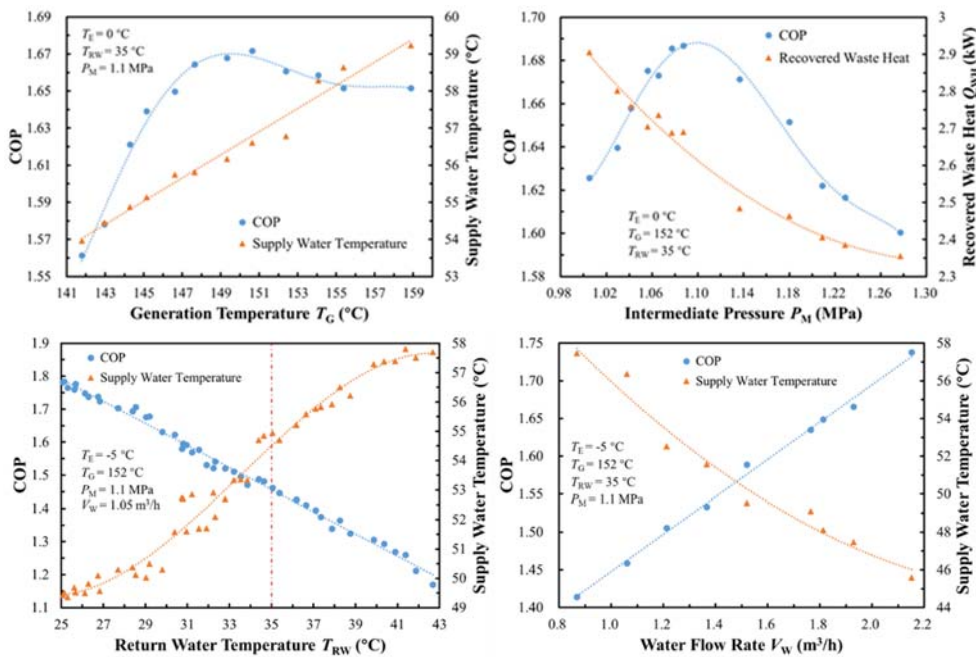 1.69
1.67
1.65
1.63
1.61
1.59
1.57
1.55
COP
T_E = 0 °C
T_RW = 35 °C
P_M = 1.1 MPa
COP
Supply Water Temperature
60
59
58
57
56
55
54
53
Supply Water Temperature (°C)
141 143 145 147 149 151 153 155 157 159
Generation Temperature T_G (°C)
1.70
1.68
1.66
1.64
1.62
1.60
1.58
COP
COP
Recovered Waste Heat
T_E = 0 °C
T_G = 152 °C
T_RW = 35 °C
3
2.9
2.8
2.7
2.6
2.5
2.4
2.3
Recovered Waste Heat Q_WH (kW)
0.98 1.02 1.06 1.10 1.14 1.18 1.22 1.26 1.30
Intermediate Pressure P_M (MPa)
1.9
1.8
1.7
1.6
1.5
1.4
1.3
1.2
1.1
COP
COP
Supply Water Temperature
T_E = -5 °C
T_G = 152 °C
P_M = 1.1 MPa
V_W = 1.05 m³/h
58
57
56
55
54
53
52
51
50
49
Supply Water Temperature (°C)
25 27 29 31 33 35 37 39 41 43
Return Water Temperature T_RW (°C)
1.75
1.70
1.65
1.60
1.55
1.50
1.45
1.40
COP
COP
Supply Water Temperature
T_E = -5 °C
T_G = 152 °C
T_RW = 35 °C
P_M = 1.1 MPa
58
56
54
52
50
48
46
44
Supply Water Temperature (°C)
0.8 1.0 1.2 1.4 1.6 1.8 2.0 2.2
Water Flow Rate V_W (m³/h)